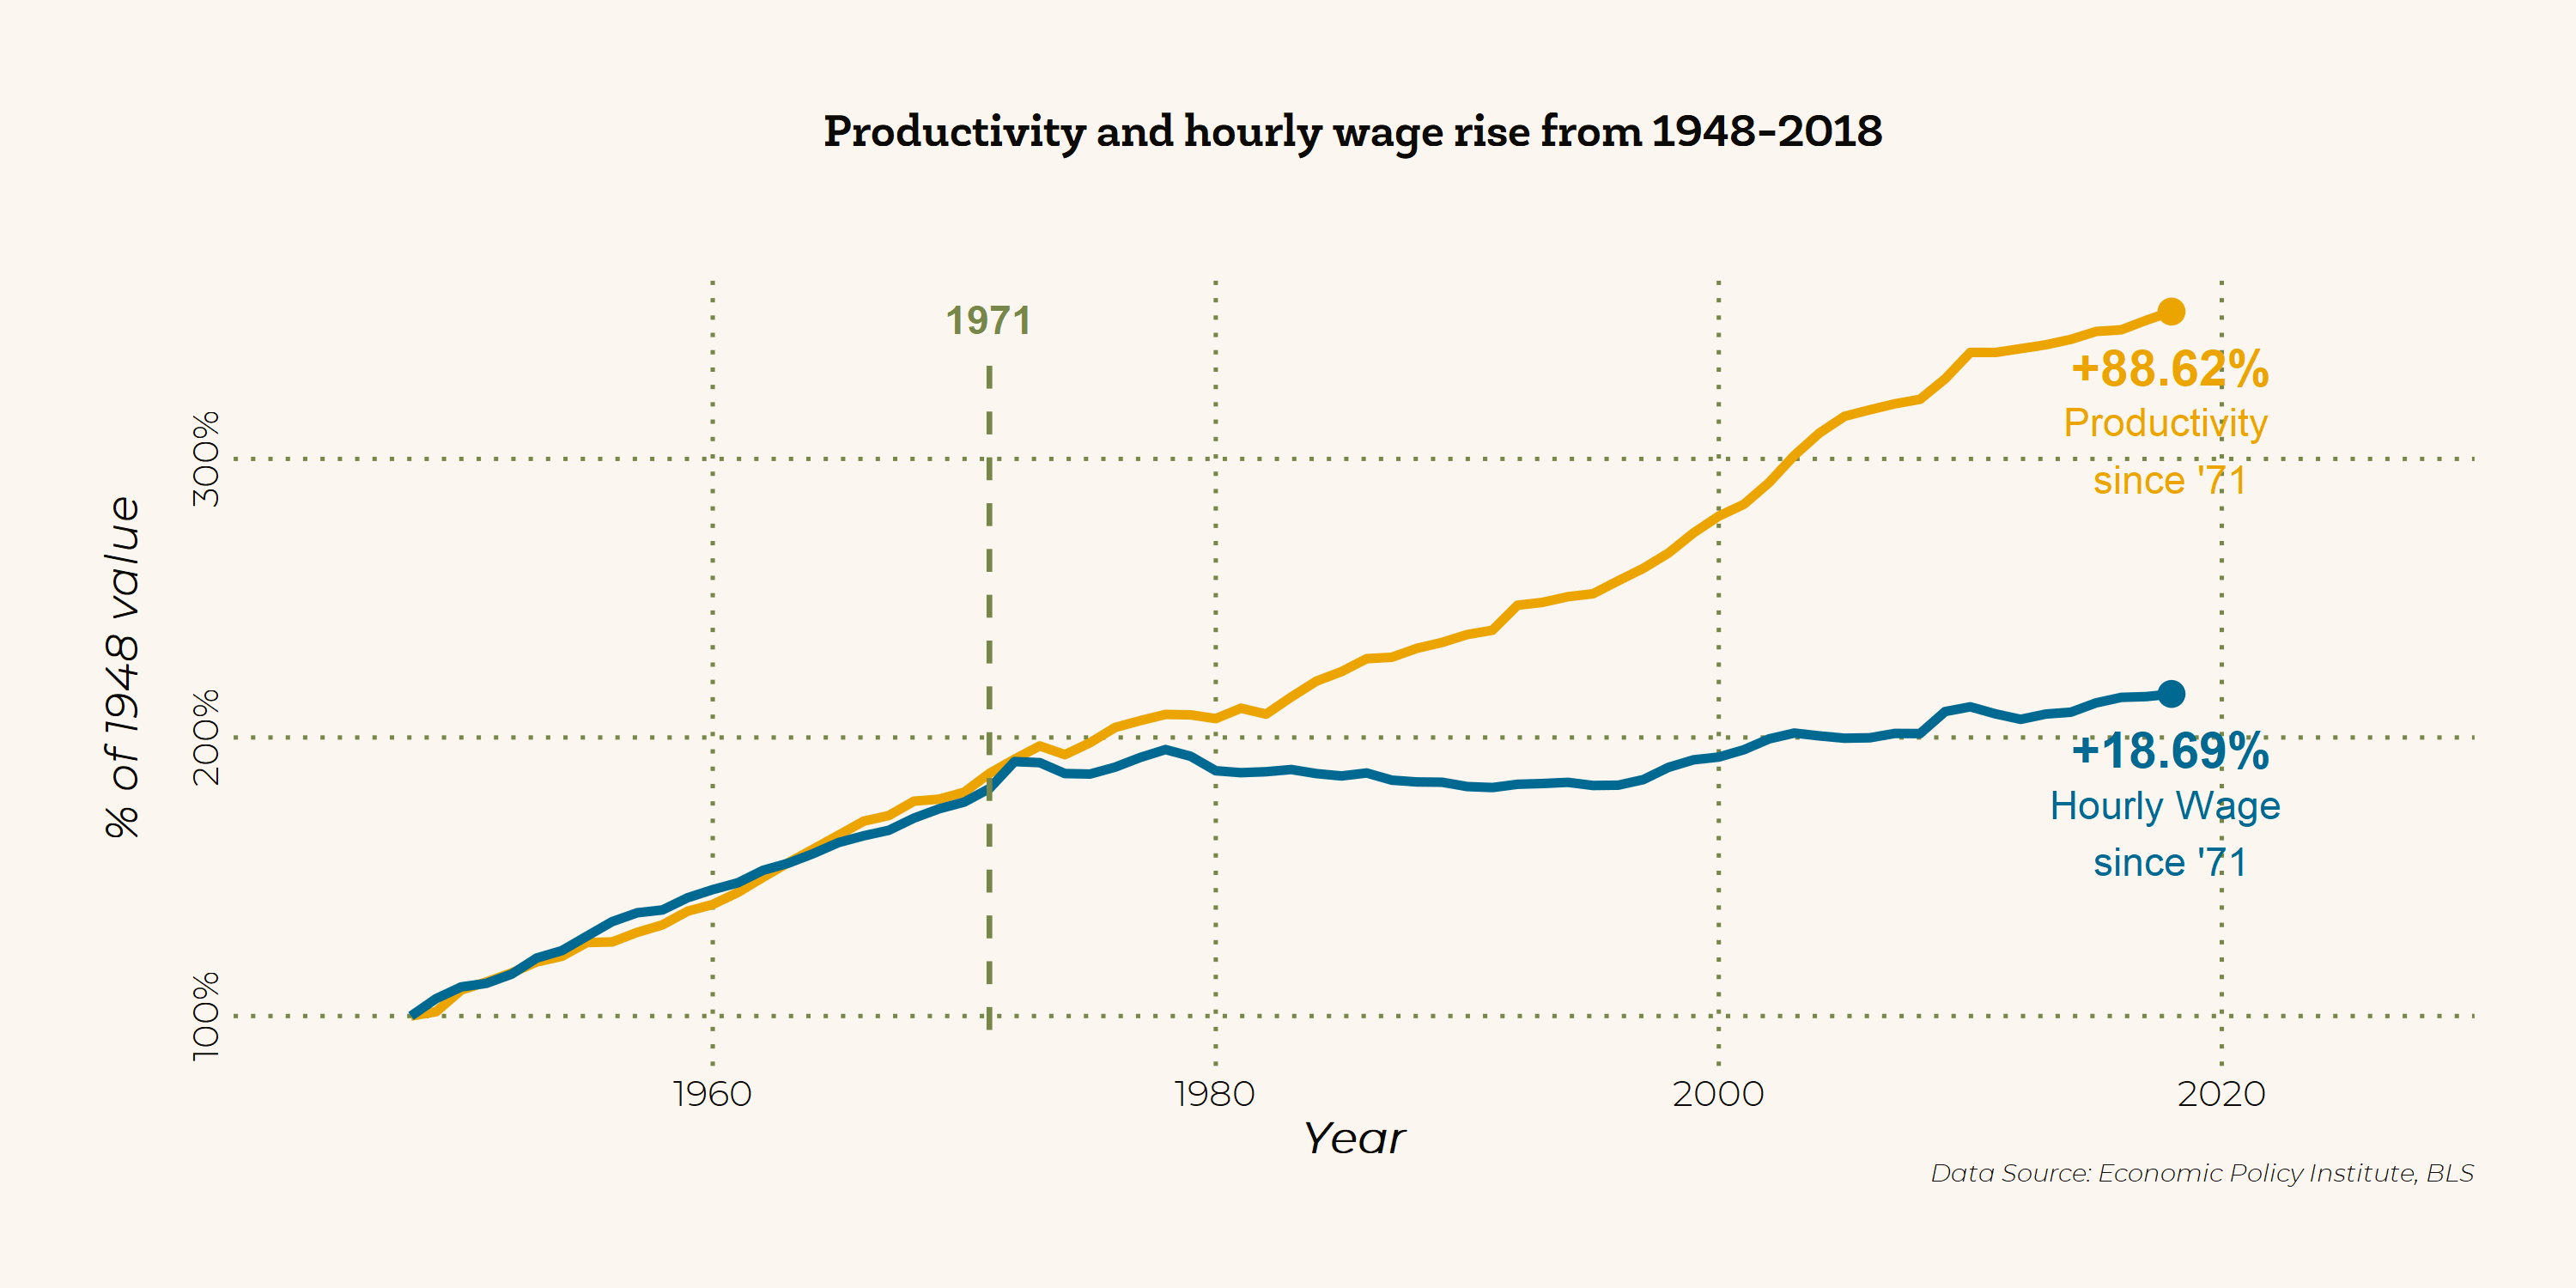 Productivity and hourly wage rise from 1948-2018
1971
+88.62%
Productivity
since '71
300%
% of 1948 value
200%
+18.69%
Hourly Wage
since '71
100%
1960
1980
2000
2020
Year
Data Source: Economic Policy Institute, BLS